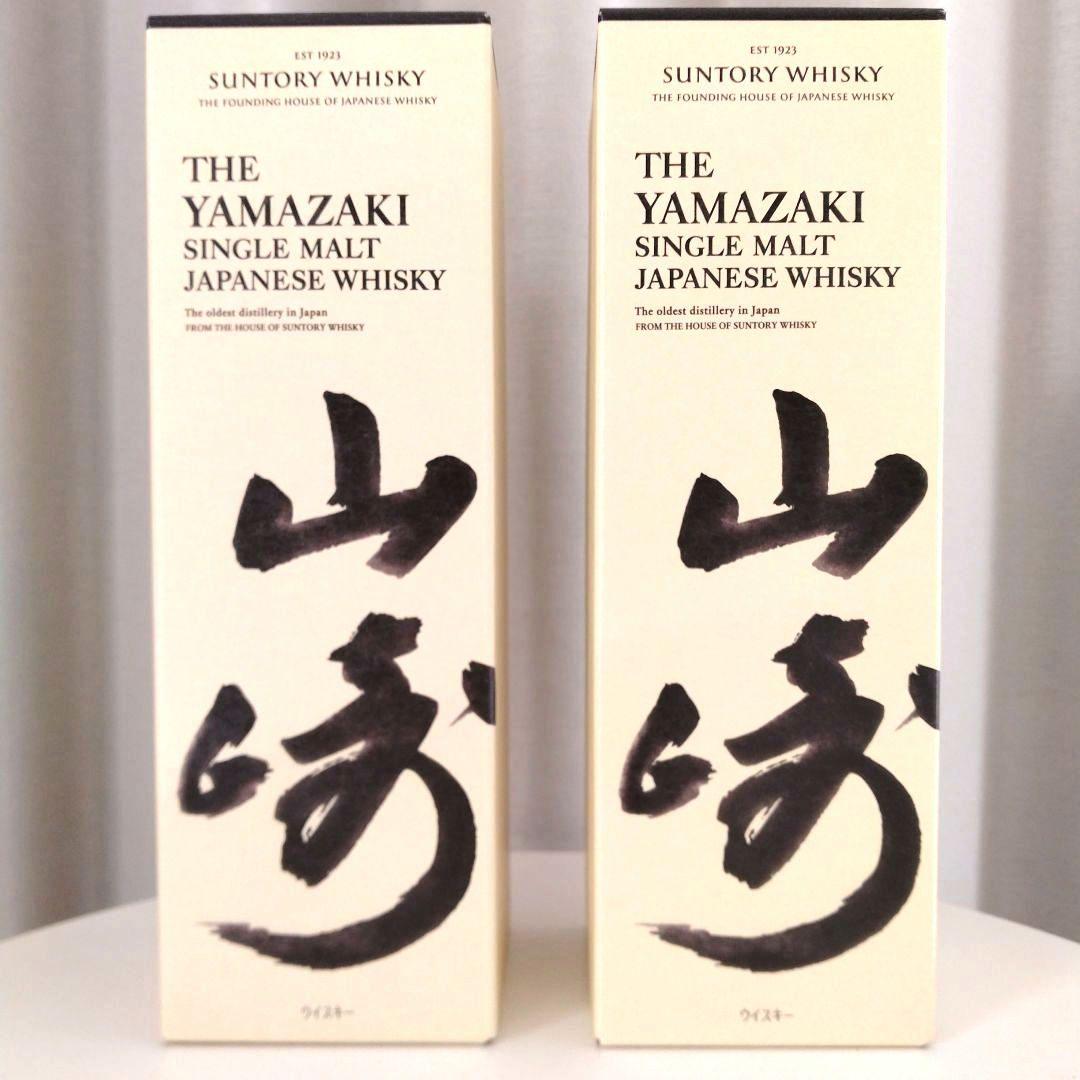 EST 1923
SUNTORY WHISKY
THE FOUNDING HOUSE OF JAPANESE WHISKY
THE
YAMAZAKI
SINGLE MALT
JAPANESE WHISKY
The oldest distillery in Japan
FROM THE HOUSE OF SUNTORY WHISKY
山
崎
ウイスキー
EST 1923
SUNTORY WHISKY
THE FOUNDING HOUSE OF JAPANESE WHISKY
THE
YAMAZAKI
SINGLE MALT
JAPANESE WHISKY
The oldest distillery in Japan
FROM THE HOUSE OF SUNTORY WHISKY
山
崎
ウイスキー